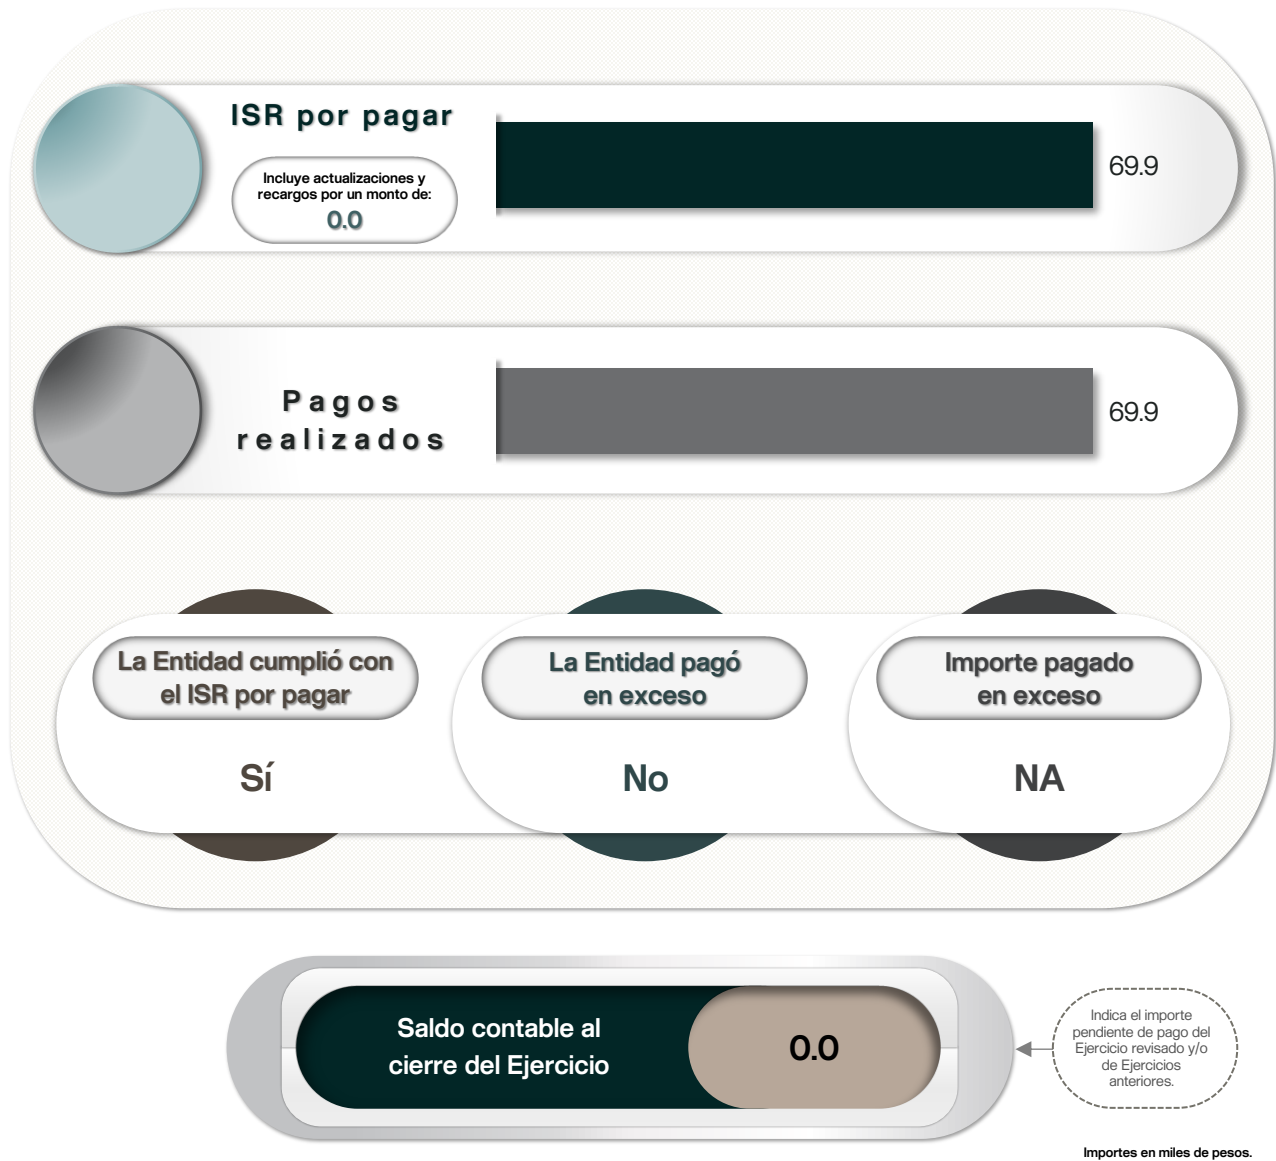 ISR por pagar
Incluye actualizaciones y
recargos por un monto de:
0.0
69.9
Pagos
realizados
69.9
La Entidad cumplió con
el ISR por pagar
Sí
La Entidad pagó
en exceso
No
Importe pagado
en exceso
NA
Saldo contable al
cierre del Ejercicio
0.0
Indica el importe
pendiente de pago del
Ejercicio revisado y/o
de Ejercicios
anteriores.
Importes en miles de pesos.